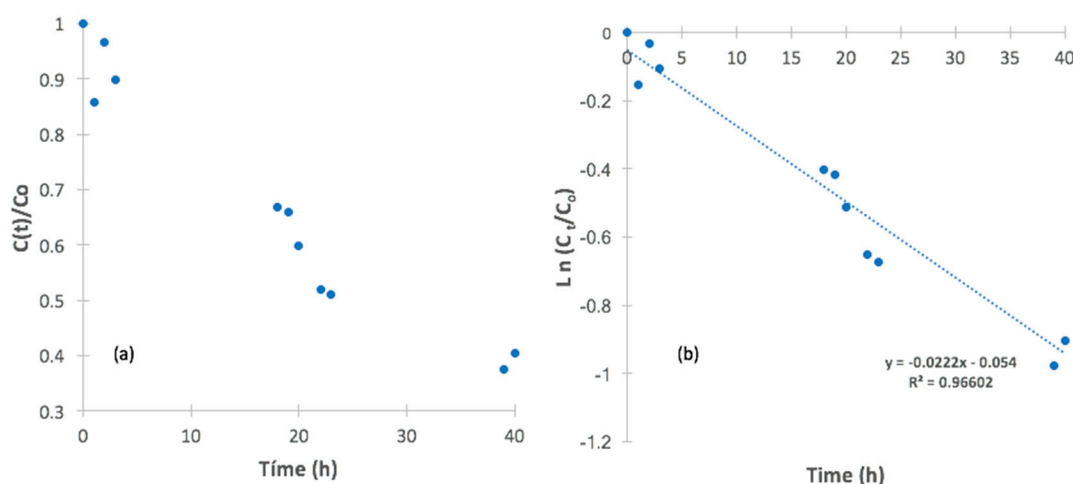 1
0.9
0.8
0.7
0.6
0.5
0.4
0.3
0 10 20 30 40
C(t)/Co
Tíme (h)
(a)
0
-0.2
-0.4
-0.6
-0.8
-1
-1.2
0 5 10 15 20 25 30 35 40
L n (C t/Co)
Time (h)
(b)
y = -0.0222x - 0.054
R² = 0.96602